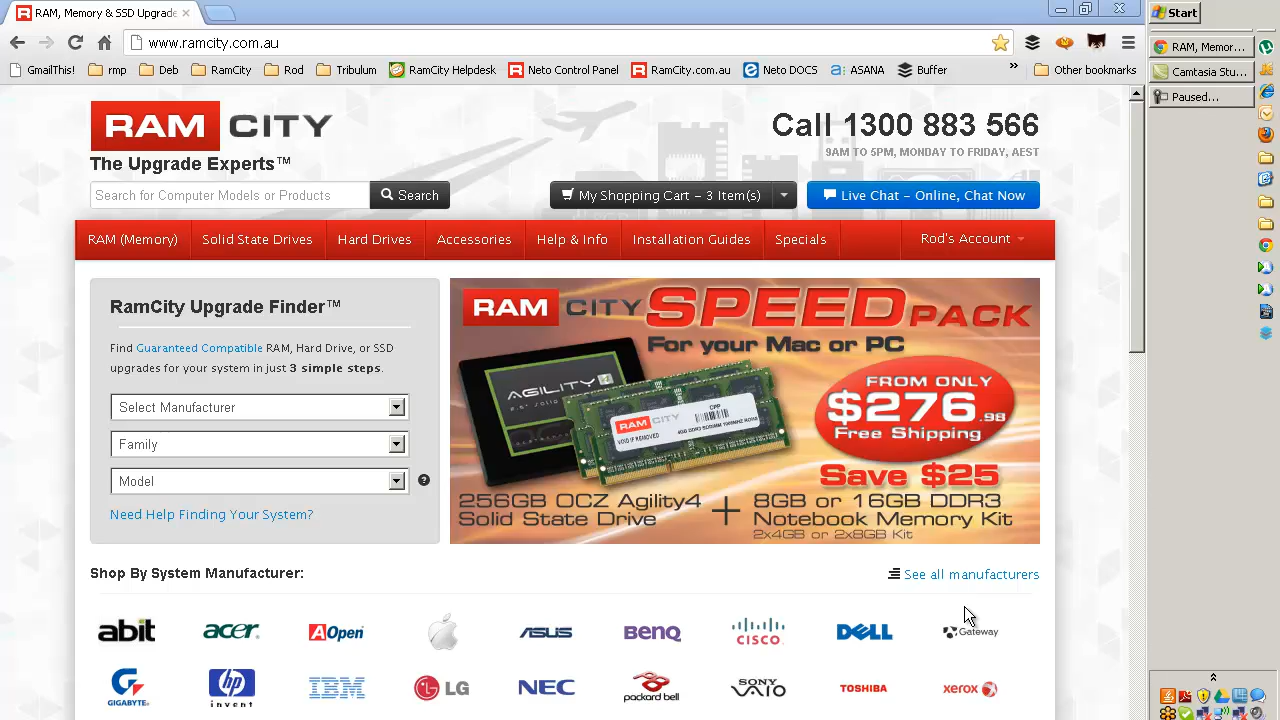 RAM, Memory & SSD Upgrade
Start
www.ramcity.com.au
RAM, Memor...
GmailThis!
rmp
Deb
RamCity
Rod
Tribulum
RamCity Helpdesk
Neto Control Panel
RamCity.com.au
Neto DOCS
ASANA
Buffer
»
Other bookmarks
Camtasia Stu...
Paused...
RAM CITY
The Upgrade Experts™
Call 1300 883 566
9AM TO 5PM, MONDAY TO FRIDAY, AEST
Search for Computer Models or Products
Search
My Shopping Cart – 3 Item(s)
Live Chat – Online, Chat Now
RAM (Memory)
Solid State Drives
Hard Drives
Accessories
Help & Info
Installation Guides
Specials
Rod's Account
RamCity Upgrade Finder™
Find Guaranteed Compatible RAM, Hard Drive, or SSD
upgrades for your system in just 3 simple steps.
Select Manufacturer
Family
Model
?
Need Help Finding Your System?
RAM CITY SPEED PACK
For your Mac or PC
AGILITY 4
RAM CITY
VOID IF REMOVED
FROM ONLY
$276.98
Free Shipping
Save $25
256GB OCZ Agility4
Solid State Drive
+
8GB or 16GB DDR3
Notebook Memory Kit
2x4GB or 2x8GB Kit
Shop By System Manufacturer:
See all manufacturers
abit
acer
AOpen
ASUS
BenQ
CISCO
DELL
Gateway
GIGABYTE
hp
invent
IBM
LG
NEC
packard bell
SONY
VAIO
TOSHIBA
xerox